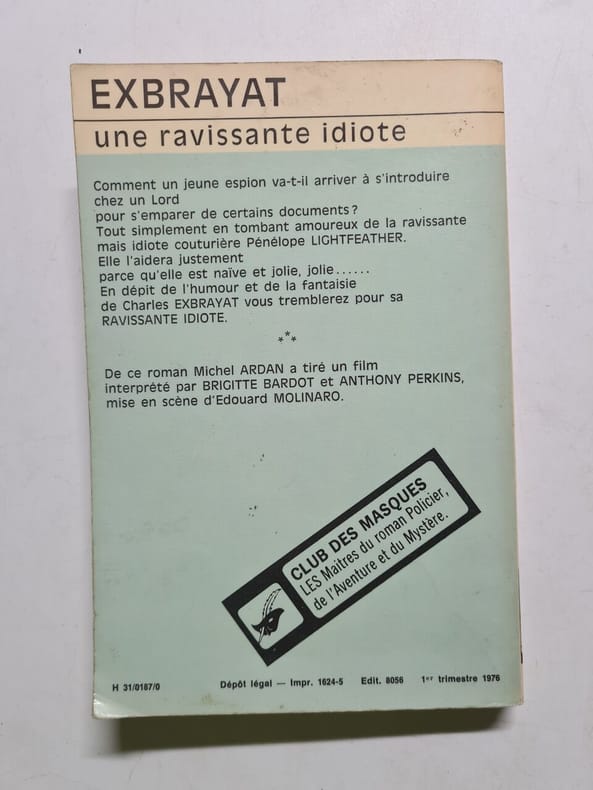 EXBRAYAT
une ravissante idiote
Comment un jeune espion va-t-il arriver à s'introduire
chez un Lord
pour s'emparer de certains documents?
Tout simplement en tombant amoureux de la ravissante
mais idiote couturière Pénélope LIGHTFEATHER.
Elle l'aidera justement
parce qu'elle est naïve et jolie, jolie......
En dépit de l'humour et de la fantaisie
de Charles EXBRAYAT vous tremblerez pour sa
RAVISSANTE IDIOTE.
***
De ce roman Michel ARDAN a tiré un film
interprété par BRIGITTE BARDOT et ANTHONY PERKINS,
mise en scène d'Edouard MOLINARO.
CLUB DES MASQUES
LES Maîtres du roman Policier,
de l'Aventure et du Mystère.
H 31/0187/0 Dépôt légal — Impr. 1624-5 Edit. 8056 1er trimestre 1976